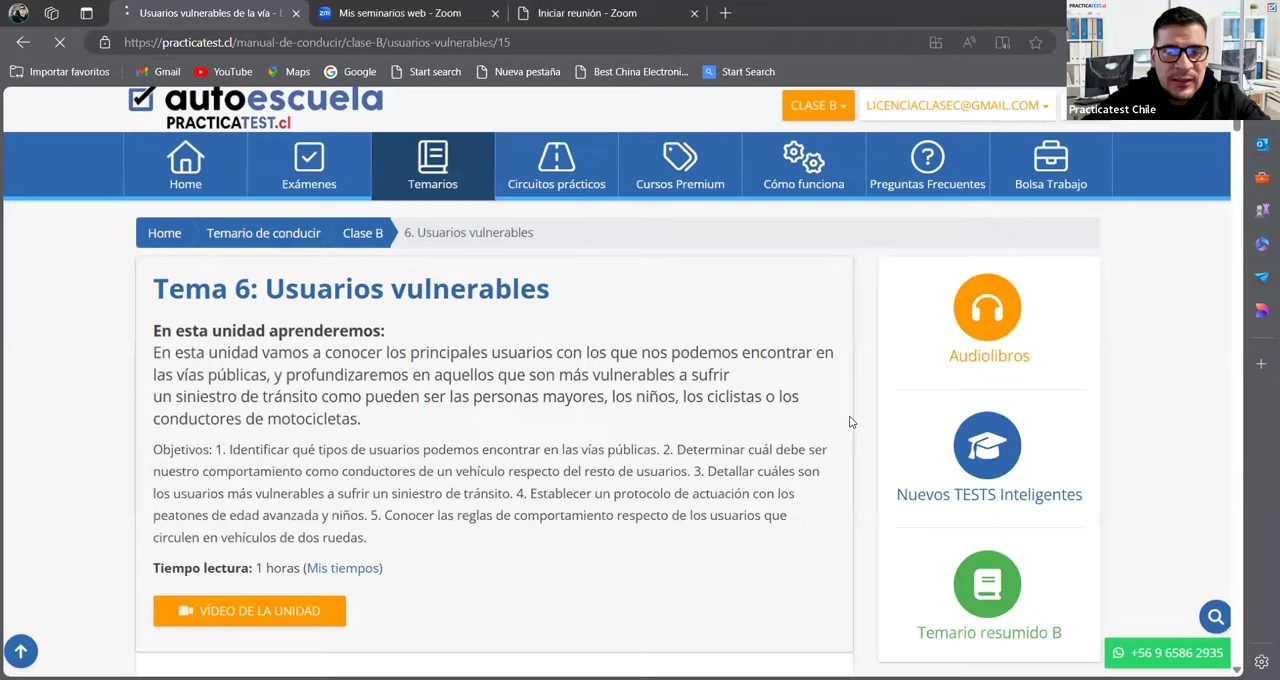 Usuarios vulnerables de la vía - L
Mis seminarios web - Zoom
Iniciar reunión - Zoom
https://practicatest.cl/manual-de-conducir/clase-B/usuarios-vulnerables/15
Importar favoritos
Gmail
YouTube
Maps
Google
Start search
Nueva pestaña
Best China Electroni...
Start Search
PRACTICATEST.cl
Practicatest Chile
autoescuela
PRACTICATEST.cl
CLASE B
LICENCIACLASEC@GMAIL.COM
Home
Exámenes
Temarios
Circuitos prácticos
Cursos Premium
Cómo funciona
Preguntas Frecuentes
Bolsa Trabajo
Home
Temario de conducir
Clase B
6. Usuarios vulnerables
Tema 6: Usuarios vulnerables
En esta unidad aprenderemos:
En esta unidad vamos a conocer los principales usuarios con los que nos podemos encontrar en
las vías públicas, y profundizaremos en aquellos que son más vulnerables a sufrir
un siniestro de tránsito como pueden ser las personas mayores, los niños, los ciclistas o los
conductores de motocicletas.
Objetivos: 1. Identificar qué tipos de usuarios podemos encontrar en las vías públicas. 2. Determinar cuál debe ser
nuestro comportamiento como conductores de un vehículo respecto del resto de usuarios. 3. Detallar cuáles son
los usuarios más vulnerables a sufrir un siniestro de tránsito. 4. Establecer un protocolo de actuación con los
peatones de edad avanzada y niños. 5. Conocer las reglas de comportamiento respecto de los usuarios que
circulen en vehículos de dos ruedas.
Tiempo lectura: 1 horas (Mis tiempos)
VÍDEO DE LA UNIDAD
Audiolibros
Nuevos TESTS Inteligentes
Temario resumido B
+56 9 6586 2935